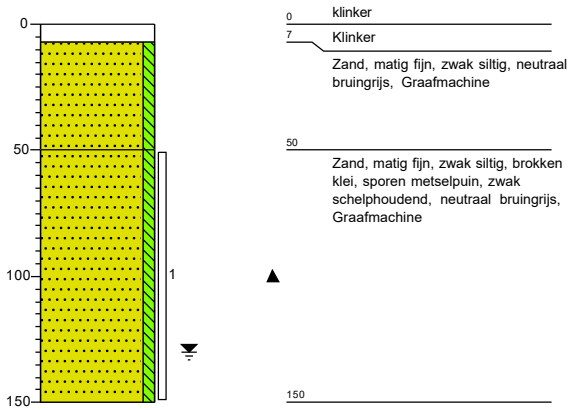 0
50
100
150
1
0 klinker
7 Klinker
Zand, matig fijn, zwak siltig, neutraal
bruingrijs, Graafmachine
50
Zand, matig fijn, zwak siltig, brokken
klei, sporen metselpuin, zwak
schelphoudend, neutraal bruingrijs,
Graafmachine
150